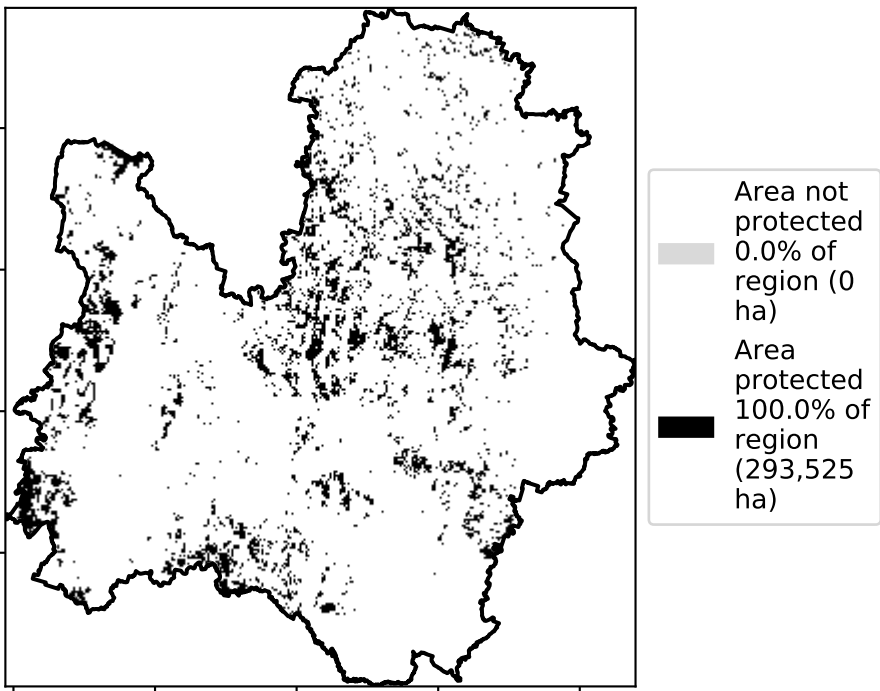 Area not
protected
0.0% of
region (0
ha)
Area
protected
100.0% of
region
(293,525
ha)